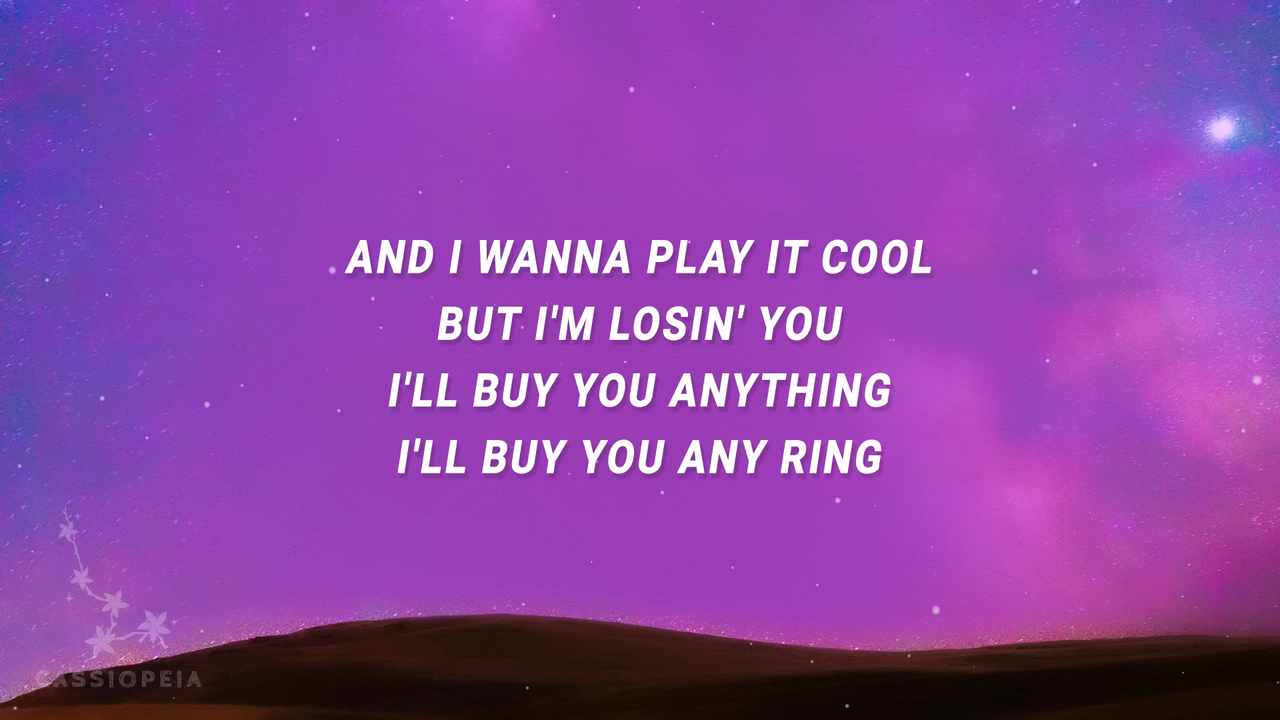 AND I WANNA PLAY IT COOL
BUT I'M LOSIN' YOU
I'LL BUY YOU ANYTHING
I'LL BUY YOU ANY RING
CASSIOPEIA